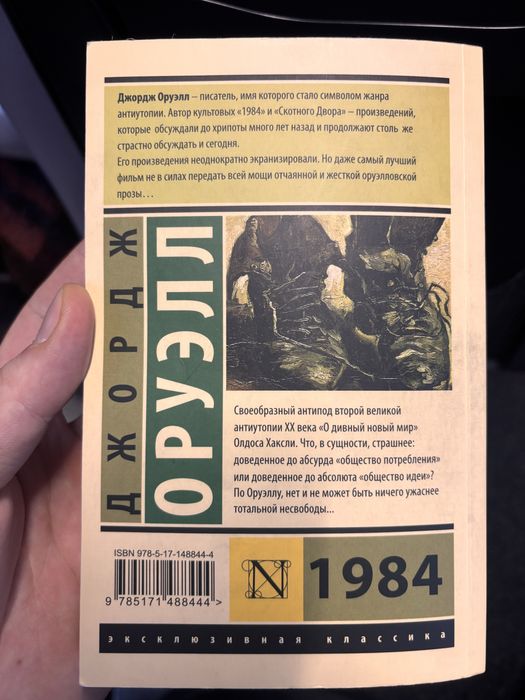 Джордж Оруэлл – писатель, имя которого стало символом жанра
антиутопии. Автор культовых «1984» и «Скотного Двора» – произведений,
которые обсуждали до хрипоты много лет назад и продолжают столь же
страстно обсуждать и сегодня.
Его произведения неоднократно экранизировали. Но даже самый лучший
фильм не в силах передать всей мощи отчаянной и жесткой оруэлловской
прозы...
ДЖОРДЖ
ОРУЭЛЛ
Своеобразный антипод второй великой
антиутопии XX века «О дивный новый мир»
Олдоса Хаксли. Что, в сущности, страшнее:
доведенное до абсурда «общество потребления»
или доведенное до абсолюта «общество идеи»?
По Оруэллу, нет и не может быть ничего ужаснее
тотальной несвободы...
ISBN 978-5-17-148844-4
9 785171 488444 >
N
1984
эксклюзивная классика